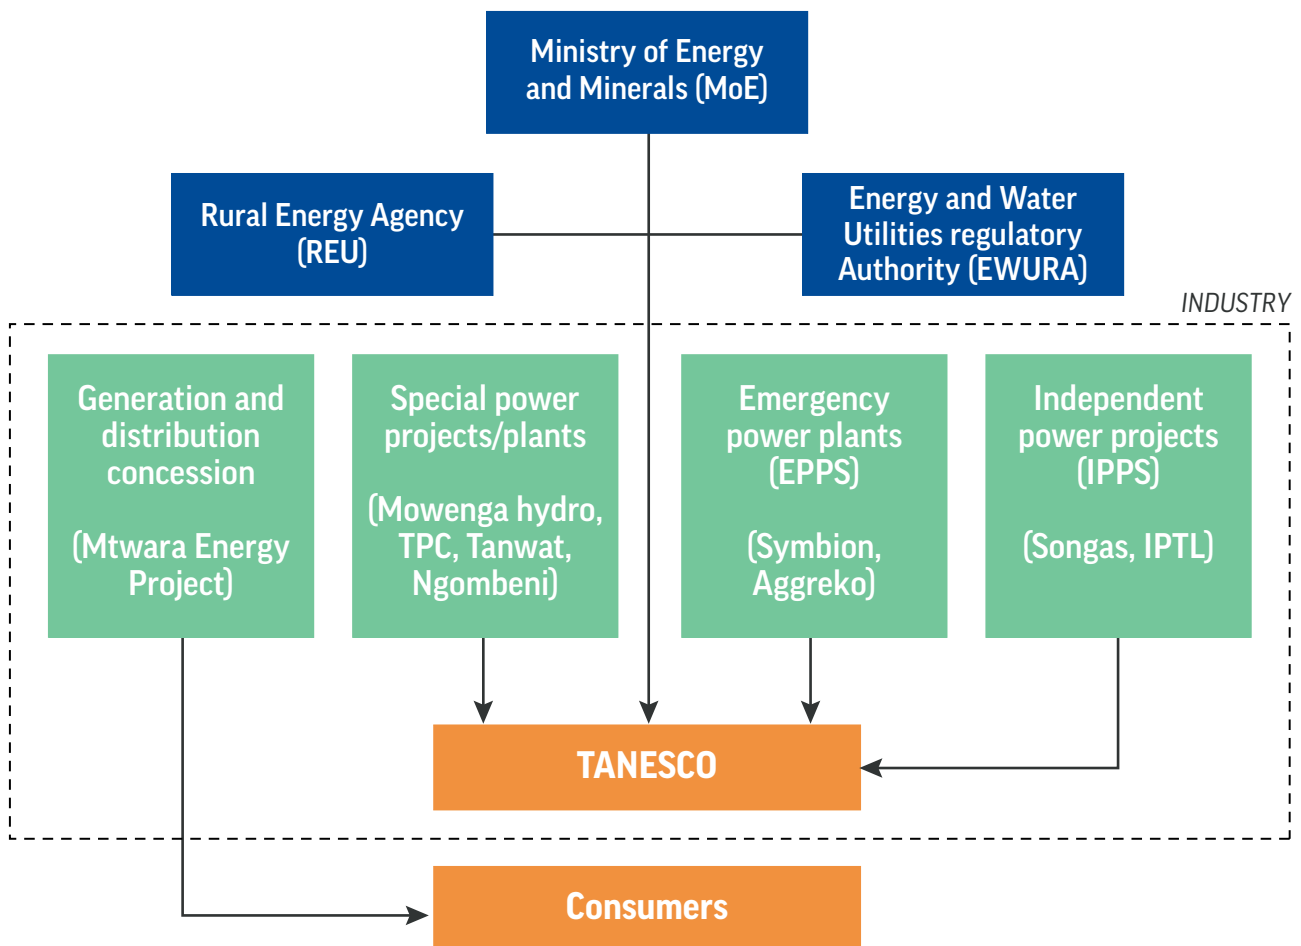 Ministry of Energy
and Minerals (MoE)
Rural Energy Agency
(REU)
Energy and Water
Utilities regulatory
Authority (EWURA)
INDUSTRY
Generation and
distribution
concession
(Mtwara Energy
Project)
Special power
projects/plants
(Mowenga hydro,
TPC, Tanwat,
Ngombeni)
Emergency
power plants
(EPPS)
(Symbion,
Aggreko)
Independent
power projects
(IPPS)
(Songas, IPTL)
TANESCO
Consumers